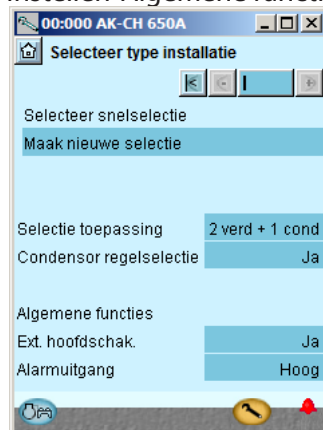 Instellen Algemene functi
00:000 AK-CH 650A
Selecteer type installatie
Selecteer snelselectie
Maak nieuwe selectie
Selectie toepassing 2 verd + 1 cond
Condensor regelselectie Ja
Algemene functies
Ext. hoofdschak. Ja
Alarmuitgang Hoog